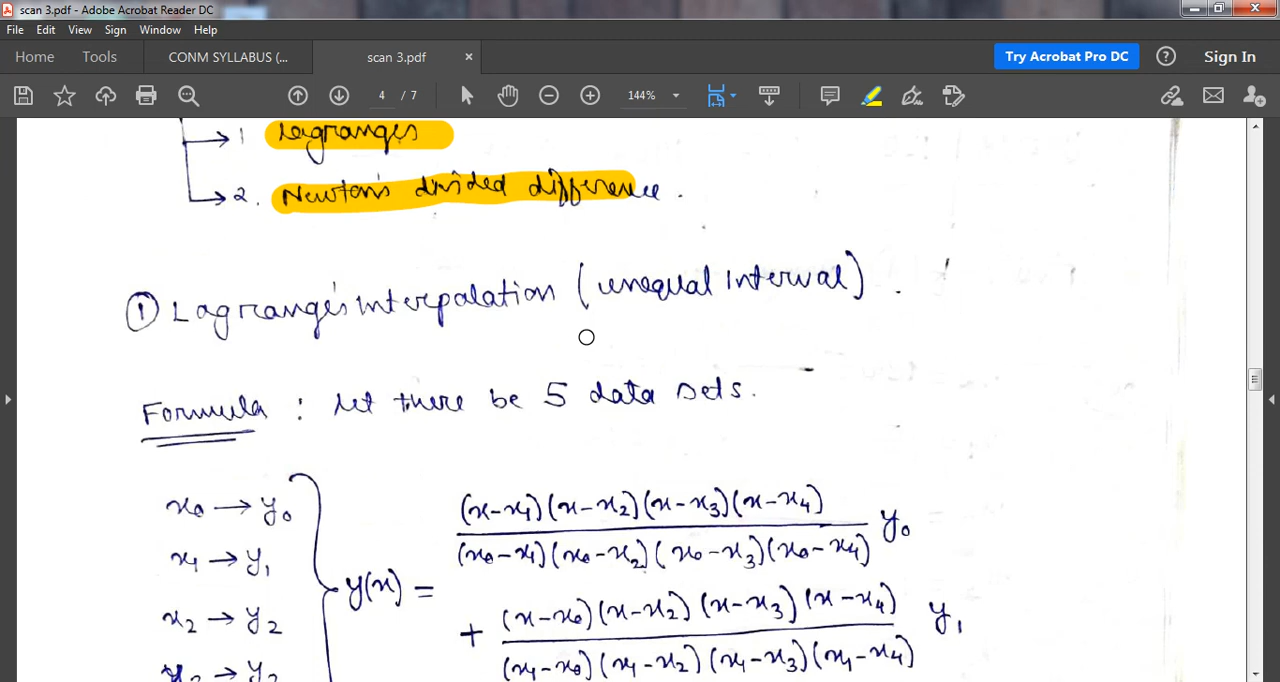 scan 3.pdf - Adobe Acrobat Reader DC
File Edit View Sign Window Help
Home Tools CONM SYLLABUS (... scan 3.pdf ×
Try Acrobat Pro DC Sign In
4 / 7 144%
→ 1 Lagranges
→ 2. Newton's divided difference.
① Lagrange's interpolation (unequal interval).
Formula : let there be 5 data sets.
x₀ → y₀
x₁ → y₁
x₂ → y₂
y(x) = (x-x₁)(x-x₂)(x-x₃)(x-x₄) / (x₀-x₁)(x₀-x₂)(x₀-x₃)(x₀-x₄) y₀
+ (x-x₀)(x-x₂)(x-x₃)(x-x₄) / (x₁-x₀)(x₁-x₂)(x₁-x₃)(x₁-x₄) y₁